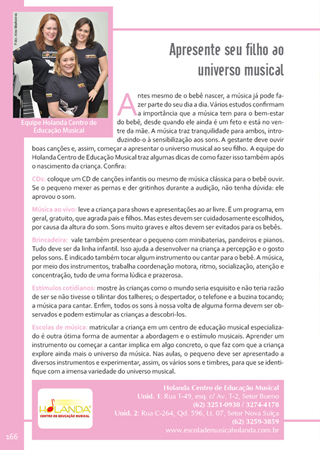 Apresente seu filho ao
universo musical
Equipe Holanda Centro de
Educação Musical
Antes mesmo de o bebê nascer, a música já pode fa-
zer parte do seu dia a dia. Vários estudos confirmam
a importância que a música tem para o bem-estar
do bebê, desde quando ele ainda é um feto e está no ven-
tre da mãe. A música traz tranquilidade para ambos, intro-
duzindo-o à sensibilização aos sons. A gestante deve ouvir
boas canções e, assim, começar a apresentar o universo musical ao seu filho. A equipe do
Holanda Centro de Educação Musical traz algumas dicas de como fazer isso também após
o nascimento da criança. Confira:
CDs: coloque um CD de canções infantis ou mesmo de música clássica para o bebê ouvir.
Se o pequeno mexer as pernas e der gritinhos durante a audição, não tenha dúvida: ele
aprovou o som.
Música ao vivo: leve a criança para shows e apresentações ao ar livre. É um programa, em
geral, gratuito, que agrada pais e filhos. Mas estes devem ser cuidadosamente escolhidos,
por causa da altura do som. Sons muito graves e altos devem ser evitados para os bebês.
Brincadeira: vale também presentear o pequeno com minibaterias, pandeiros e pianos.
Tudo deve ser da linha infantil. Isso ajuda a desenvolver na criança a percepção e o gosto
pelos sons. É indicado também tocar algum instrumento ou cantar para o bebê. A música,
por meio dos instrumentos, trabalha coordenação motora, ritmo, socialização, atenção e
concentração, tudo de uma forma lúdica e prazerosa.
Estímulos cotidianos: mostre às crianças como o mundo seria esquisito e não teria razão
de ser se não tivesse o tilintar dos talheres; o despertador, o telefone e a buzina tocando;
a música para cantar. Enfim, todos os sons à nossa volta de alguma forma devem ser ob-
servados e podem estimular as crianças a descobri-los.
Escolas de música: matricular a criança em um centro de educação musical especializa-
do é outra ótima forma de aumentar a abordagem e o estímulo musicais. Aprender um
instrumento ou começar a cantar implica em algo concreto, o que faz com que a criança
explore ainda mais o universo da música. Nas aulas, o pequeno deve ser apresentado a
diversos instrumentos e experimentar, assim, os vários sons e timbres, para que se identi-
fique com a imensa variedade do universo musical.
HOLANDA
CENTRO DE EDUCAÇÃO MUSICAL
Holanda Centro de Educação Musical
Unid. 1: Rua T-49, esq. c/ Av. T-2, Setor Bueno
(62) 3251-0938 / 3274-4178
Unid. 2: Rua C-264, Qd. 596, Lt. 07, Setor Nova Suíça
(62) 3259-3859
www.escolademusicaholanda.com.br
166